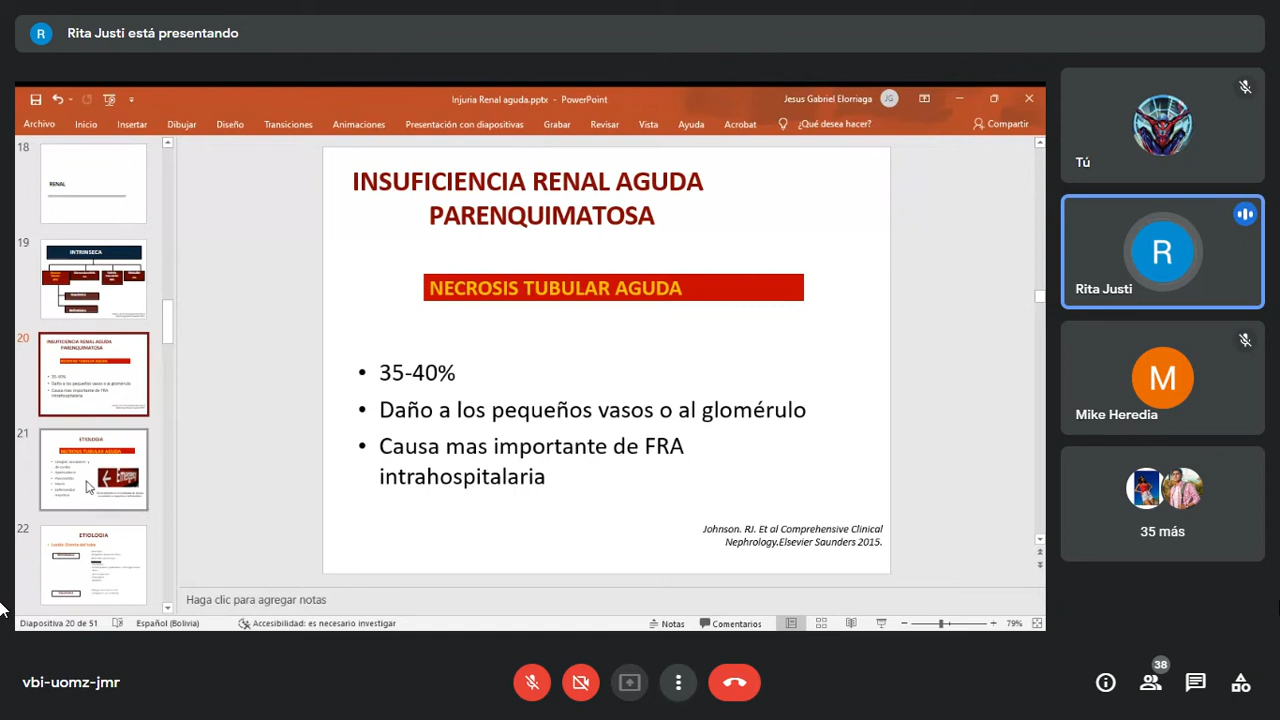 R Rita Justi está presentando
Injuria Renal aguda.pptx - PowerPoint
Jesus Gabriel Elorriaga JG
Archivo Inicio Insertar Dibujar Diseño Transiciones Animaciones Presentación con diapositivas Grabar Revisar Vista Ayuda Acrobat ¿Qué desea hacer? Compartir
18
RENAL
19
INTRINSECA
20
INSUFICIENCIA RENAL AGUDA
PARENQUIMATOSA
NECROSIS TUBULAR AGUDA
35-40%
Daño a los pequeños vasos o al glomérulo
Causa mas importante de FRA
intrahospitalaria
21
ETIOLOGIA
NECROSIS TUBULAR AGUDA
22
ETIOLOGIA
INSUFICIENCIA RENAL AGUDA
PARENQUIMATOSA
NECROSIS TUBULAR AGUDA
• 35-40%
• Daño a los pequeños vasos o al glomérulo
• Causa mas importante de FRA
intrahospitalaria
Johnson. RJ. Et al Comprehensive Clinical
Nephrology.Elsevier Saunders 2015.
Haga clic para agregar notas
Diapositiva 20 de 51 Español (Bolivia) Accesibilidad: es necesario investigar Notas Comentarios 79%
Tú
R
Rita Justi
M
Mike Heredia
35 más
vbi-uomz-jmr
38